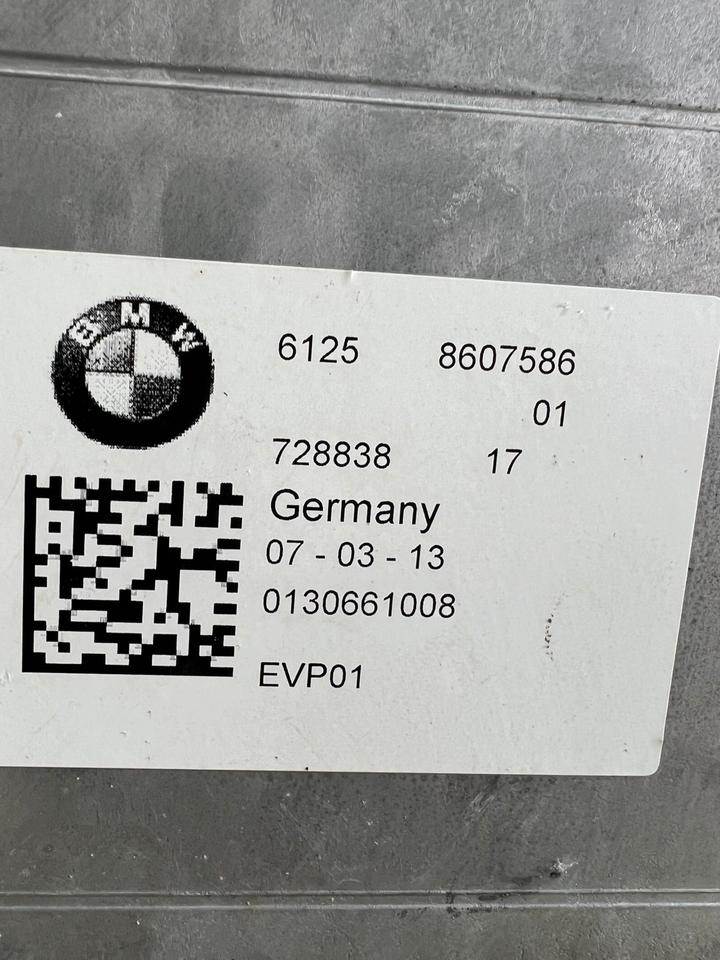 BMW
6125 8607586
01
728838 17
Germany
07 - 03 - 13
0130661008
EVP01